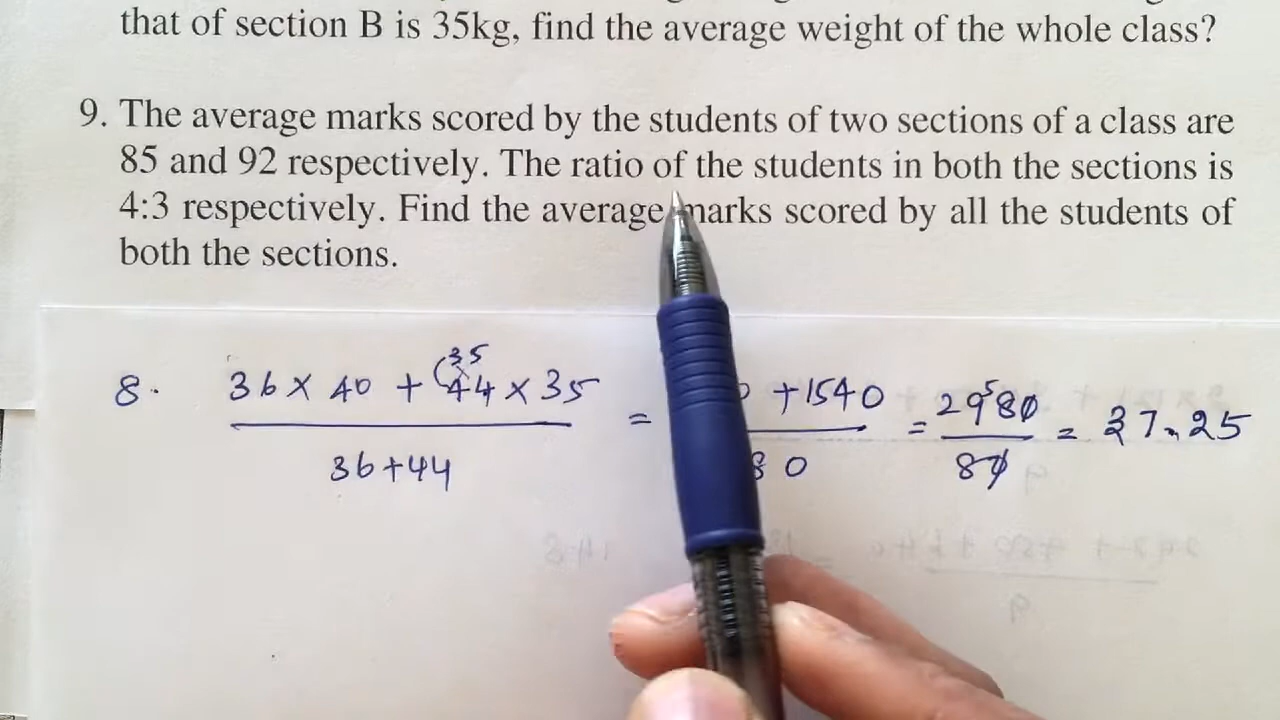 that of section B is 35kg, find the average weight of the whole class?
9. The average marks scored by the students of two sections of a class are
85 and 92 respectively. The ratio of the students in both the sections is
4:3 respectively. Find the average marks scored by all the students of
both the sections.
35
8. 36 × 40 + (44 × 35 = +1540 = 2980 = 37.25
36+44 80 80